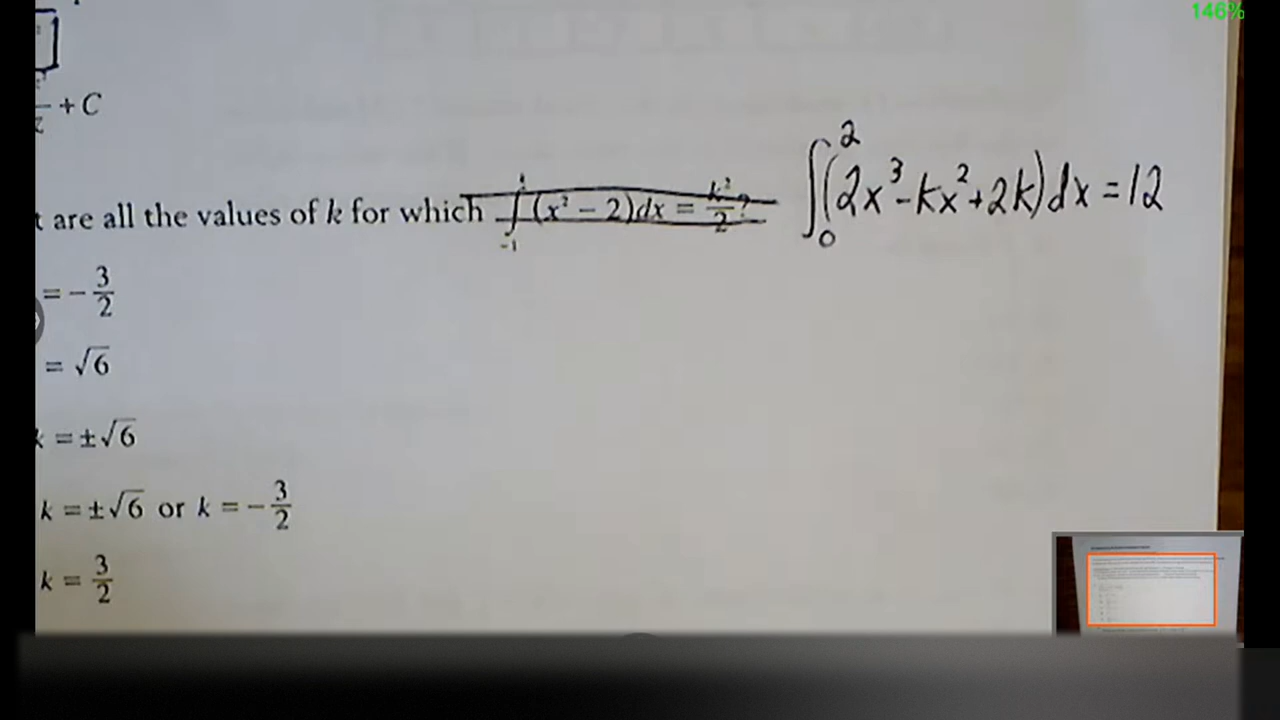 146%
+ C
t are all the values of k for which ∫₋₁ (x² − 2)dx = k²/2? ∫₀² (2x³ - kx² + 2k) dx = 12
= − 3/2
= √6
k = ±√6
k = ±√6 or k = − 3/2
k = 3/2